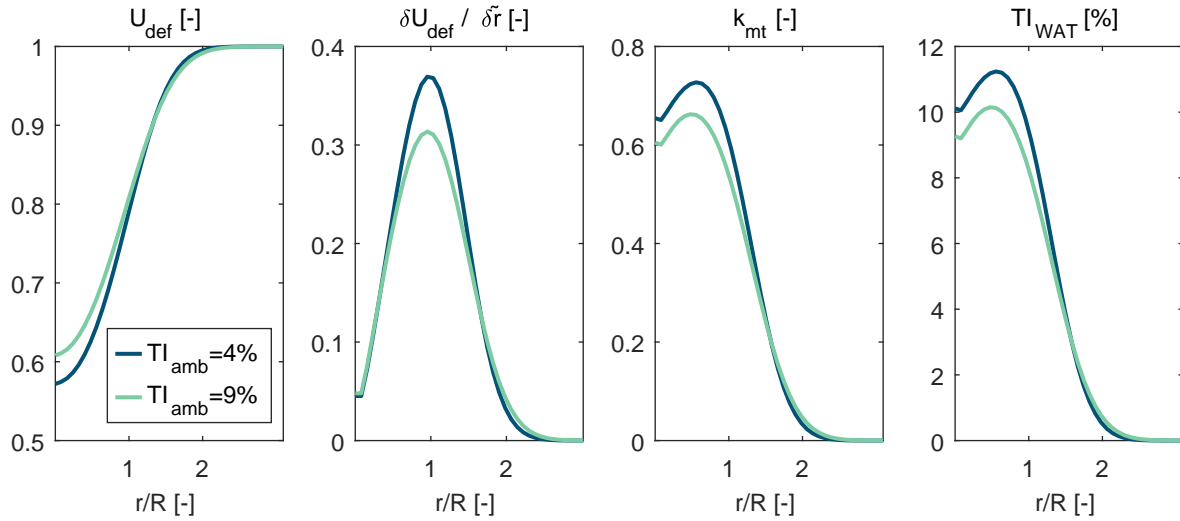 U_def [-]
δU_def / δr̃ [-]
k_mt [-]
TI_WAT [%]
1
0.9
0.8
0.7
0.6
0.5
TI_amb=4%
TI_amb=9%
1 2
r/R [-]
0.4
0.3
0.2
0.1
0
1 2
r/R [-]
0.8
0.6
0.4
0.2
0
1 2
r/R [-]
12
10
8
6
4
2
0
1 2
r/R [-]